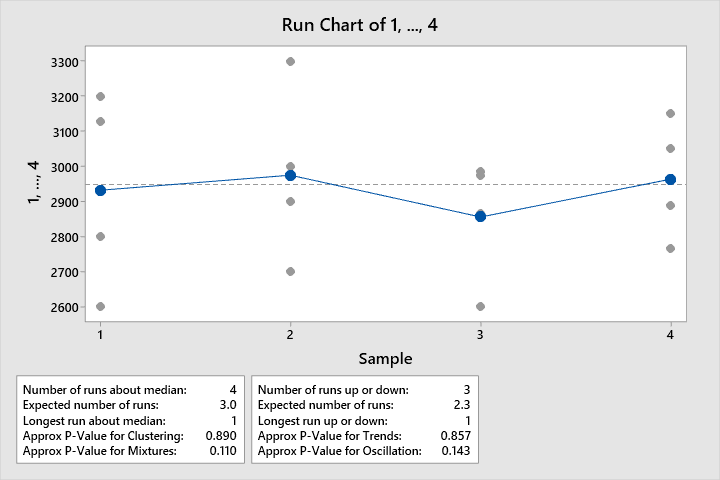 Run Chart of 1, ..., 4
3300
3200
3100
3000
2900
2800
2700
2600
1, ..., 4
1 2 3 4
Sample
Number of runs about median: 4
Expected number of runs: 3.0
Longest run about median: 1
Approx P-Value for Clustering: 0.890
Approx P-Value for Mixtures: 0.110
Number of runs up or down: 3
Expected number of runs: 2.3
Longest run up or down: 1
Approx P-Value for Trends: 0.857
Approx P-Value for Oscillation: 0.143